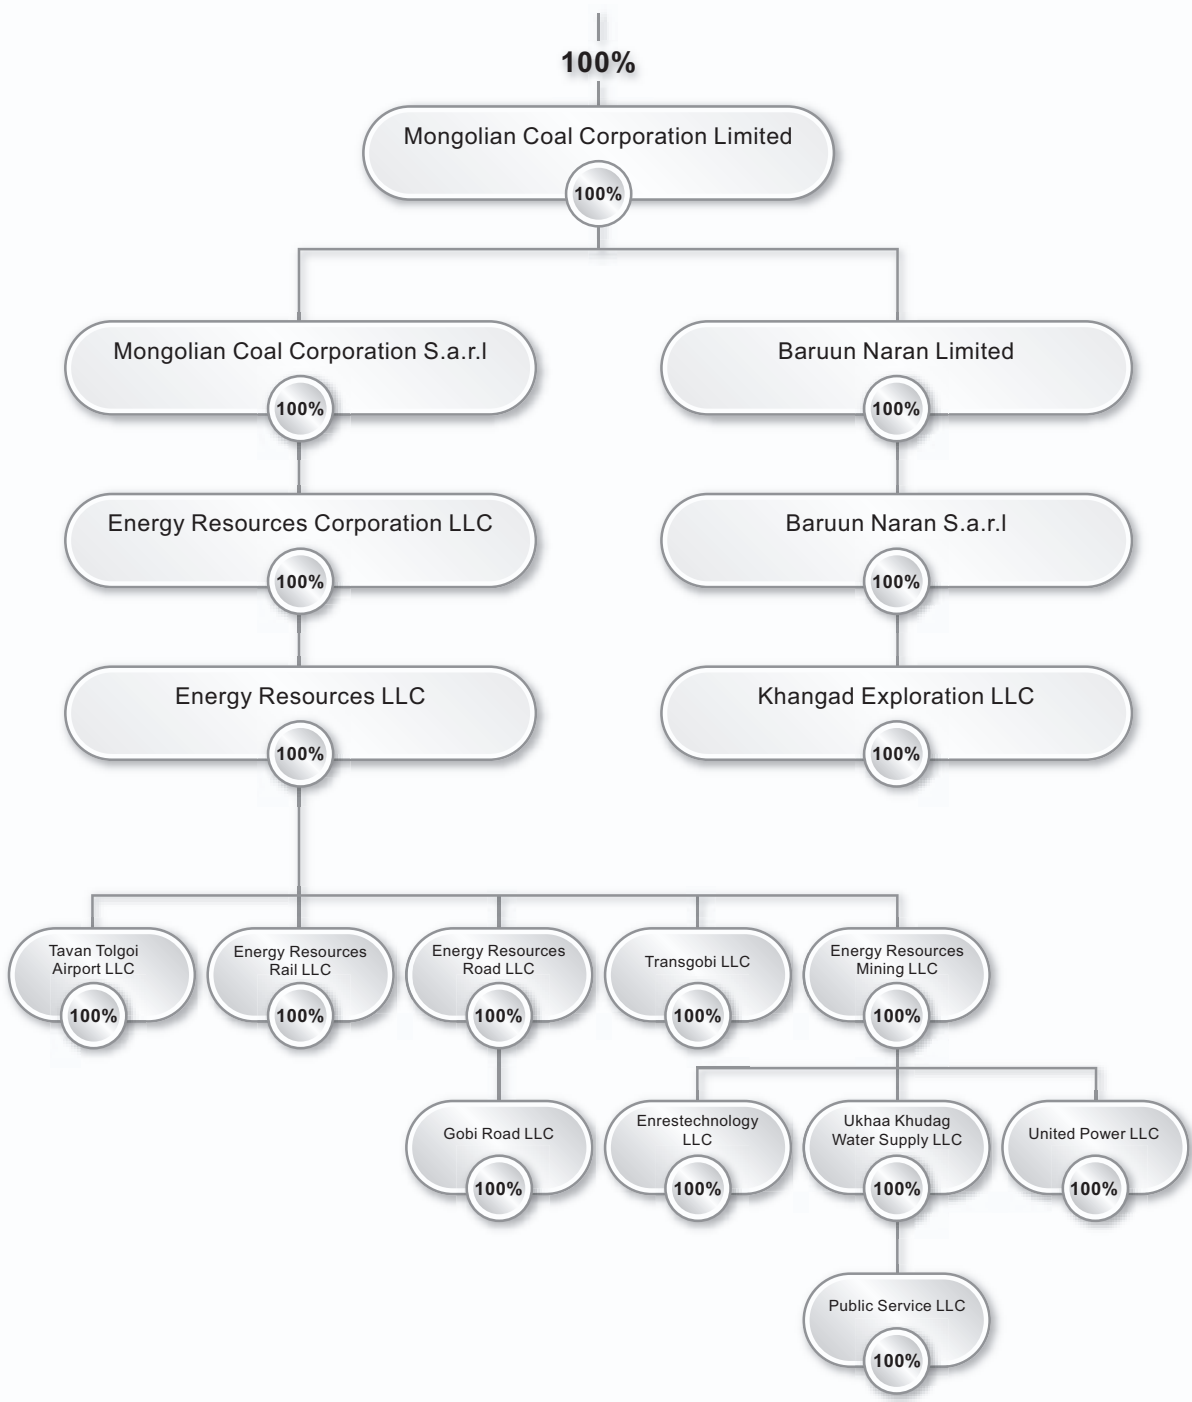 100%
Mongolian Coal Corporation Limited
100%
Mongolian Coal Corporation S.a.r.l
100%
Baruun Naran Limited
100%
Energy Resources Corporation LLC
100%
Baruun Naran S.a.r.l
100%
Energy Resources LLC
100%
Khangad Exploration LLC
100%
Tavan Tolgoi
Airport LLC
100%
Energy Resources
Rail LLC
100%
Energy Resources
Road LLC
100%
Transgobi LLC
100%
Energy Resources
Mining LLC
100%
Gobi Road LLC
100%
Enrestechnology
LLC
100%
Ukhaa Khudag
Water Supply LLC
100%
United Power LLC
100%
Public Service LLC
100%